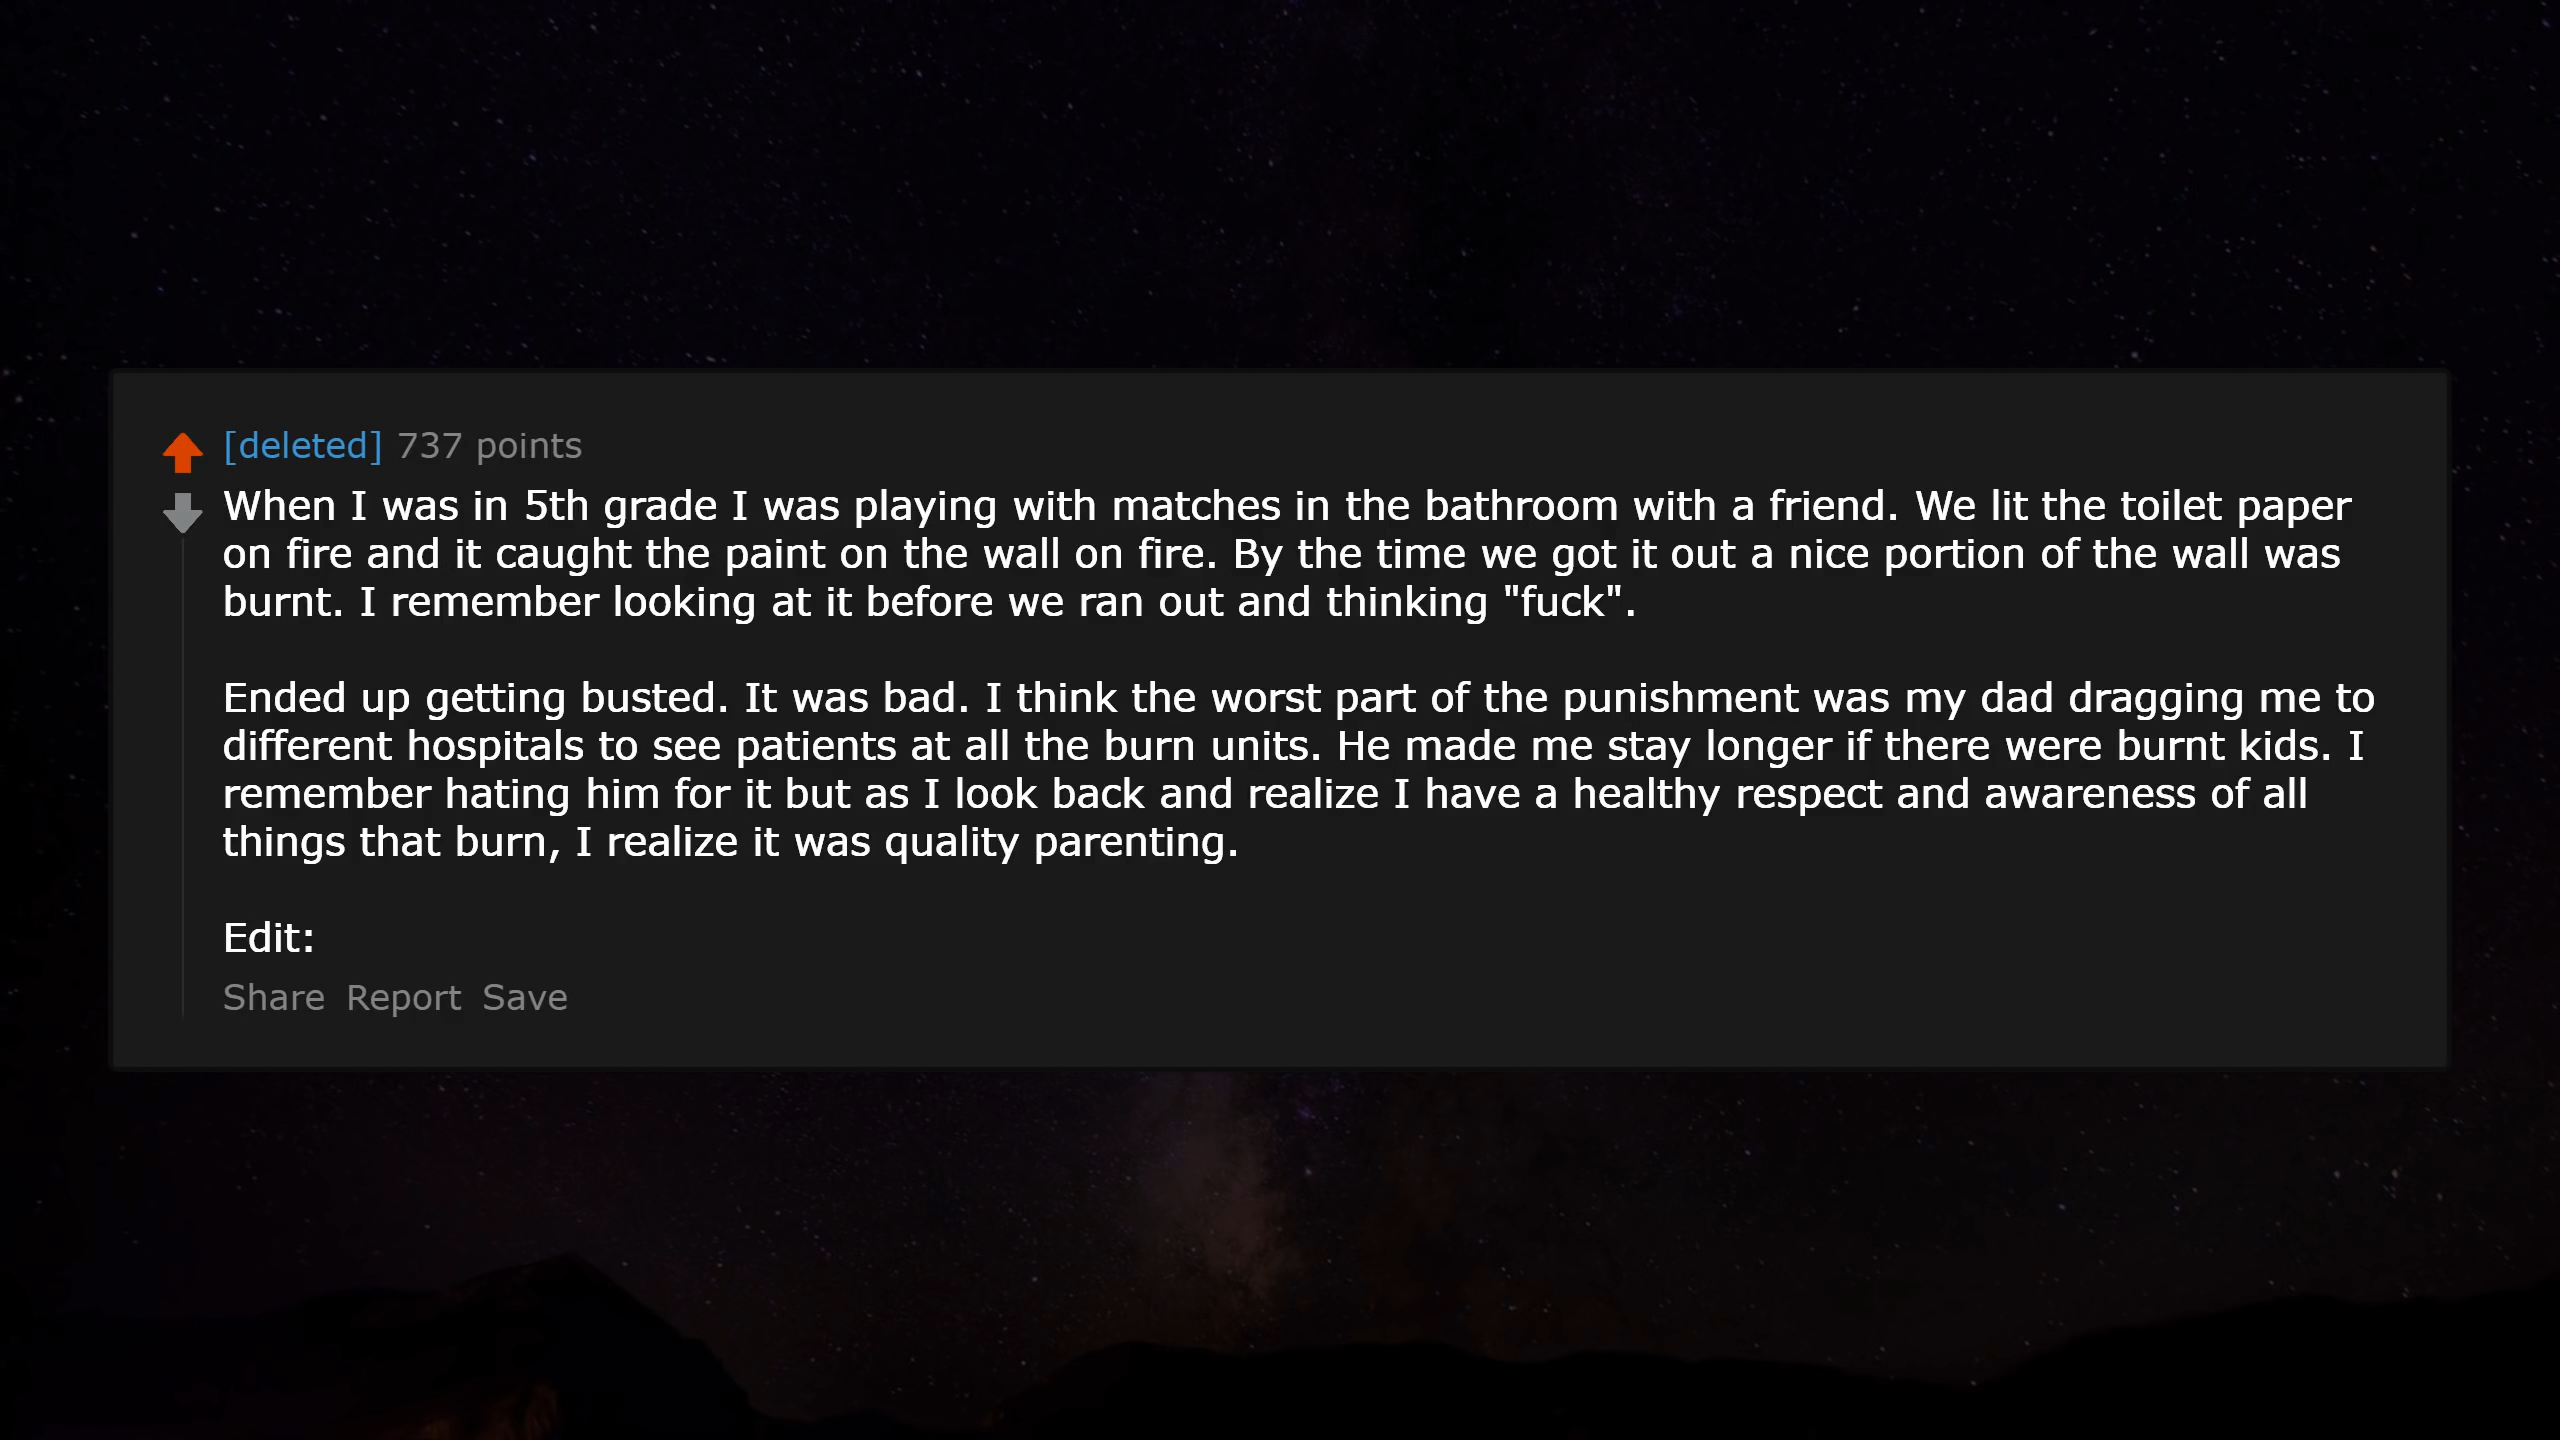 [deleted] 737 points
When I was in 5th grade I was playing with matches in the bathroom with a friend. We lit the toilet paper
on fire and it caught the paint on the wall on fire. By the time we got it out a nice portion of the wall was
burnt. I remember looking at it before we ran out and thinking "fuck".
Ended up getting busted. It was bad. I think the worst part of the punishment was my dad dragging me to
different hospitals to see patients at all the burn units. He made me stay longer if there were burnt kids. I
remember hating him for it but as I look back and realize I have a healthy respect and awareness of all
things that burn, I realize it was quality parenting.
Edit:
Share Report Save